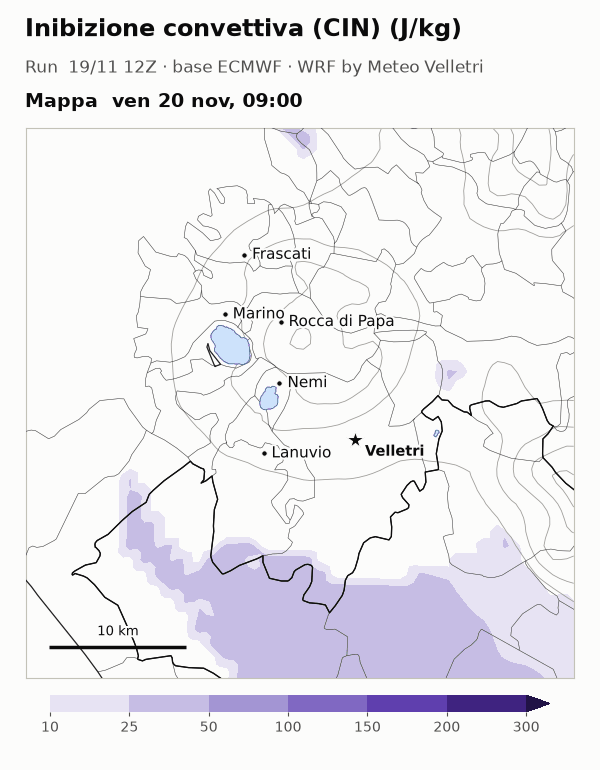 Inibizione convettiva (CIN) (J/kg)
Run 19/11 12Z · base ECMWF · WRF by Meteo Velletri
Mappa ven 20 nov, 09:00
Frascati
Marino
Rocca di Papa
Nemi
Velletri
Lanuvio
10 km
10 25 50 100 150 200 300